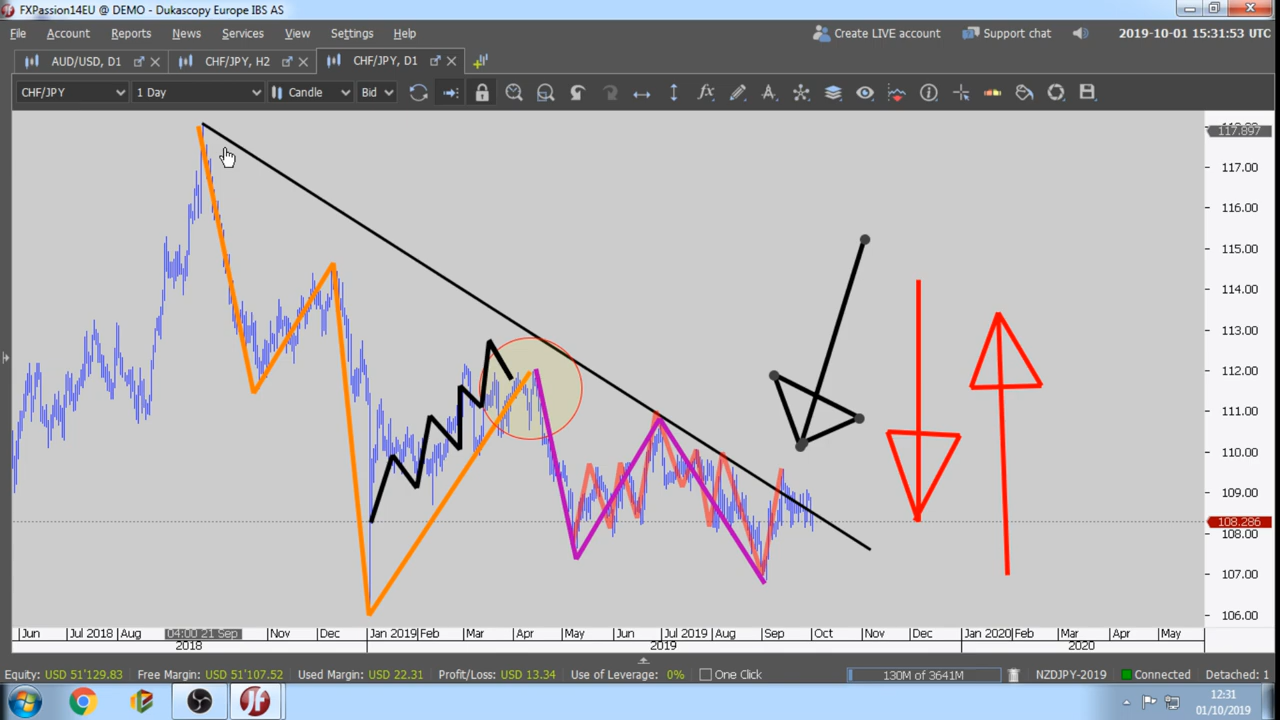 FXPassion14EU @ DEMO - Dukascopy Europe IBS AS
File Account Reports News Services View Settings Help Create LIVE account Support chat 2019-10-01 15:31:53 UTC
AUD/USD, D1 CHF/JPY, H2 CHF/JPY, D1
CHF/JPY 1 Day Candle Bid
117.897
117.00
116.00
115.00
114.00
113.00
112.00
111.00
110.00
109.00
108.286
108.00
107.00
106.00
Jun Jul 2018 Aug 04:00 21 Sep Nov Dec Jan 2019 Feb Mar Apr May Jun Jul 2019 Aug Sep Oct Nov Dec Jan 2020 Feb Mar Apr May
2018 2019 2020
Equity: USD 51'129.83 Free Margin: USD 51'107.52 Used Margin: USD 22.31 Profit/Loss: USD 13.34 Use of Leverage: 0% One Click 130M of 3641M NZDJPY-2019 Connected Detached: 1
12:31
01/10/2019